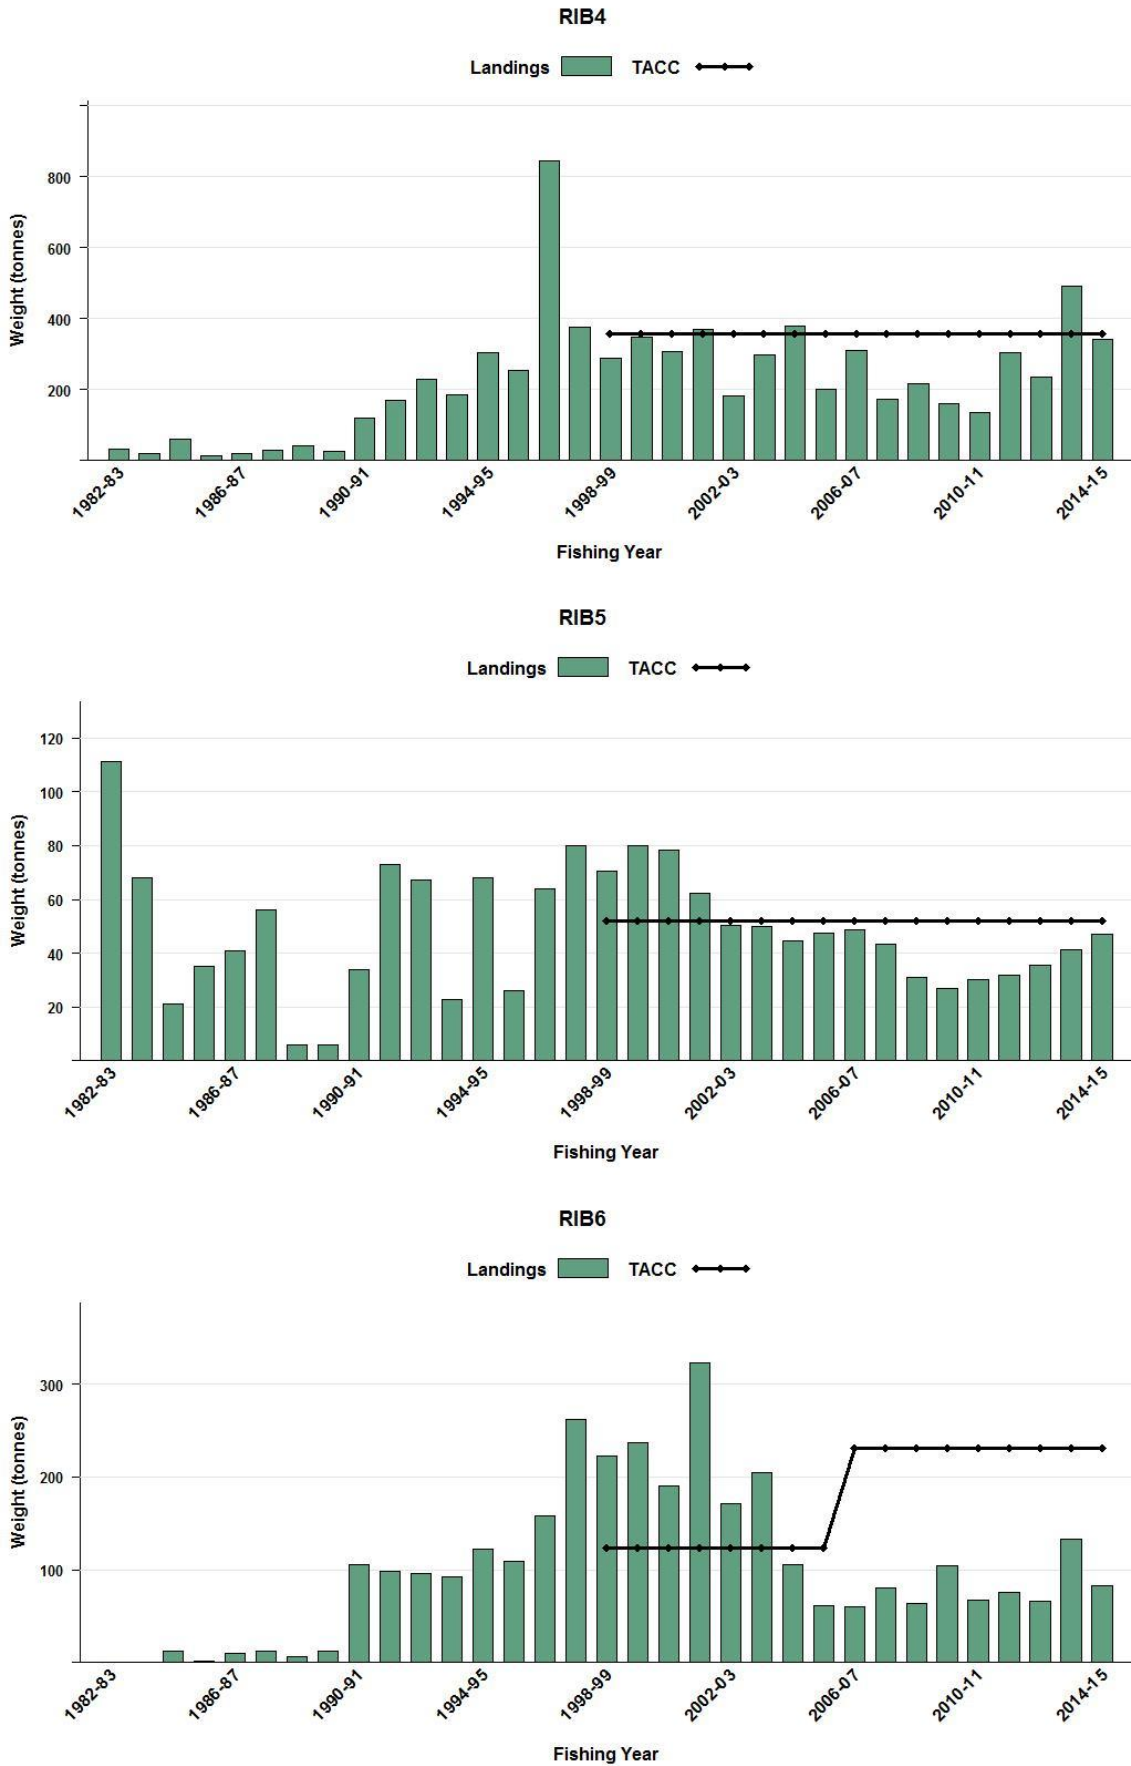 RIB4
Landings TACC
Weight (tonnes)
800
600
400
200
1982-83 1986-87 1990-91 1994-95 1998-99 2002-03 2006-07 2010-11 2014-15
Fishing Year
RIB5
Landings TACC
Weight (tonnes)
120
100
80
60
40
20
1982-83 1986-87 1990-91 1994-95 1998-99 2002-03 2006-07 2010-11 2014-15
Fishing Year
RIB6
Landings TACC
Weight (tonnes)
300
200
100
1982-83 1986-87 1990-91 1994-95 1998-99 2002-03 2006-07 2010-11 2014-15
Fishing Year